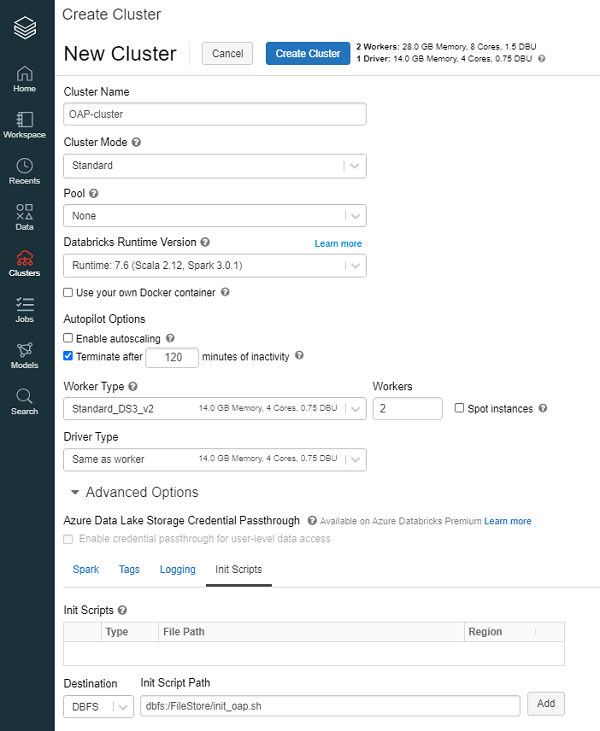 Create Cluster
New Cluster
Cancel
Create Cluster
2 Workers: 28.0 GB Memory, 8 Cores, 1.5 DBU
1 Driver: 14.0 GB Memory, 4 Cores, 0.75 DBU ?
Home
Workspace
Recents
Data
Clusters
Jobs
Models
Search
Cluster Name
OAP-cluster
Cluster Mode ?
Standard
Pool ?
None
Databricks Runtime Version ? Learn more
Runtime: 7.6 (Scala 2.12, Spark 3.0.1)
Use your own Docker container ?
Autopilot Options
Enable autoscaling ?
Terminate after 120 minutes of inactivity ?
Worker Type ? Workers
Standard_DS3_v2 14.0 GB Memory, 4 Cores, 0.75 DBU 2 Spot instances ?
Driver Type
Same as worker 14.0 GB Memory, 4 Cores, 0.75 DBU
Advanced Options
Azure Data Lake Storage Credential Passthrough ? Available on Azure Databricks Premium Learn more
Enable credential passthrough for user-level data access
Spark Tags Logging Init Scripts
Init Scripts ?
Type File Path Region
Destination Init Script Path
DBFS dbfs:/FileStore/init_oap.sh Add